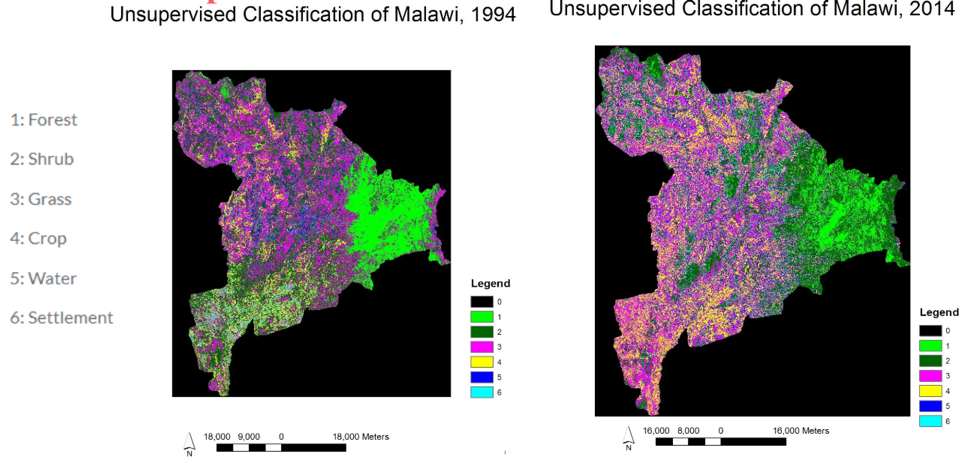 Unsupervised Classification of Malawi, 1994
1: Forest
2: Shrub
3: Grass
4: Crop
5: Water
6: Settlement
Legend
0
1
2
3
4
5
6
N
18,000 9,000 0 18,000 Meters
Unsupervised Classification of Malawi, 2014
Legend
0
1
2
3
4
5
6
N
16,000 8,000 0 16,000 Meters